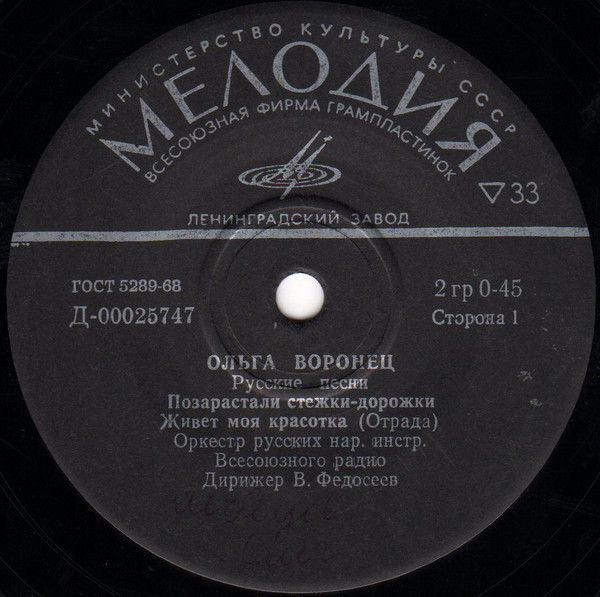 МИНИСТЕРСТВО КУЛЬТУРЫ СССР
МЕЛОДИЯ
ВСЕСОЮЗНАЯ ФИРМА ГРАМПЛАСТИНОК
33
ЛЕНИНГРАДСКИЙ ЗАВОД
ГОСТ 5289-68
2 гр 0-45
Д-00025747
Сторона 1
ОЛЬГА ВОРОНЕЦ
Русские песни
Позарастали стежки-дорожки
Живет моя красотка (Отрада)
Оркестр русских нар. инстр.
Всесоюзного радио
Дирижер В. Федосеев